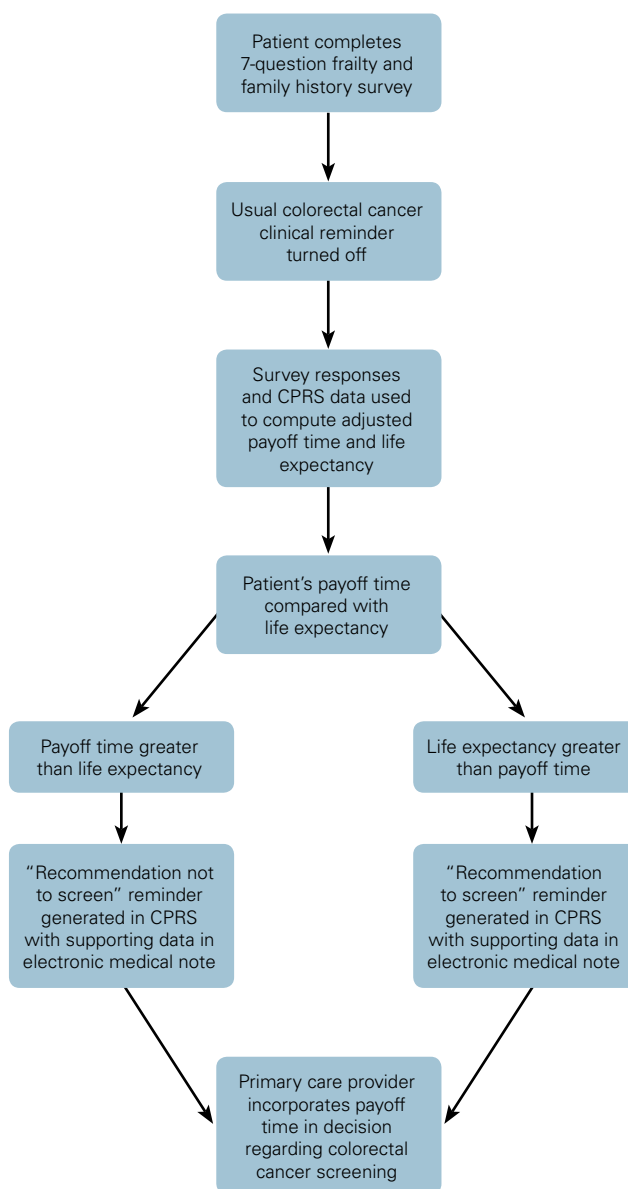 Patient completes
7-question frailty and
family history survey
Usual colorectal cancer
clinical reminder
turned off
Survey responses
and CPRS data used
to compute adjusted
payoff time and life
expectancy
Patient’s payoff time
compared with
life expectancy
Payoff time greater
than life expectancy
Life expectancy greater
than payoff time
“Recommendation not
to screen” reminder
generated in CPRS
with supporting data in
electronic medical note
“Recommendation
to screen” reminder
generated in CPRS
with supporting data in
electronic medical note
Primary care provider
incorporates payoff
time in decision
regarding colorectal
cancer screening